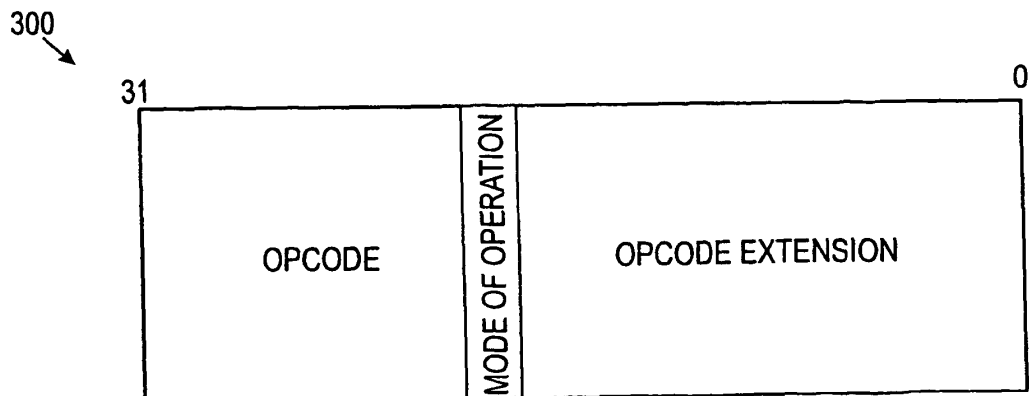 300
31 0
OPCODE
MODE OF OPERATION
OPCODE EXTENSION